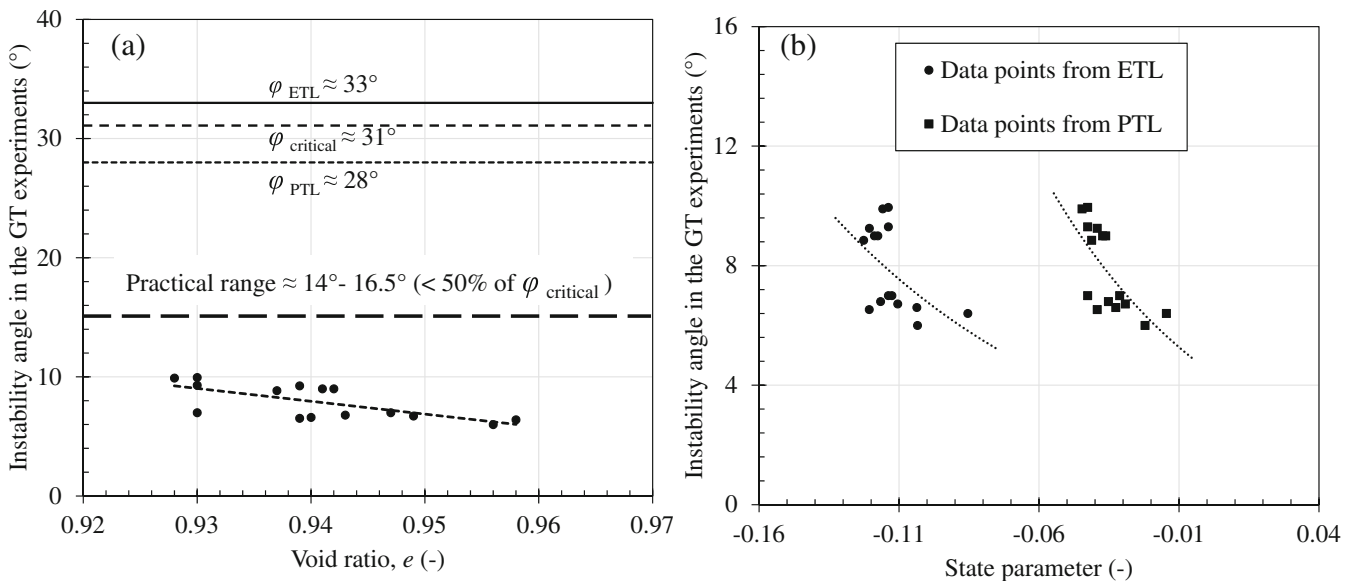 (a)
Instability angle in the GT experiments (°)
40
30
20
10
0
φ ETL ≈ 33°
φ critical ≈ 31°
φ PTL ≈ 28°
Practical range ≈ 14°- 16.5° (< 50% of φ critical )
0.92 0.93 0.94 0.95 0.96 0.97
Void ratio, e (-)
(b)
Instability angle in the GT experiments (°)
16
12
8
4
0
Data points from ETL
Data points from PTL
-0.16 -0.11 -0.06 -0.01 0.04
State parameter (-)